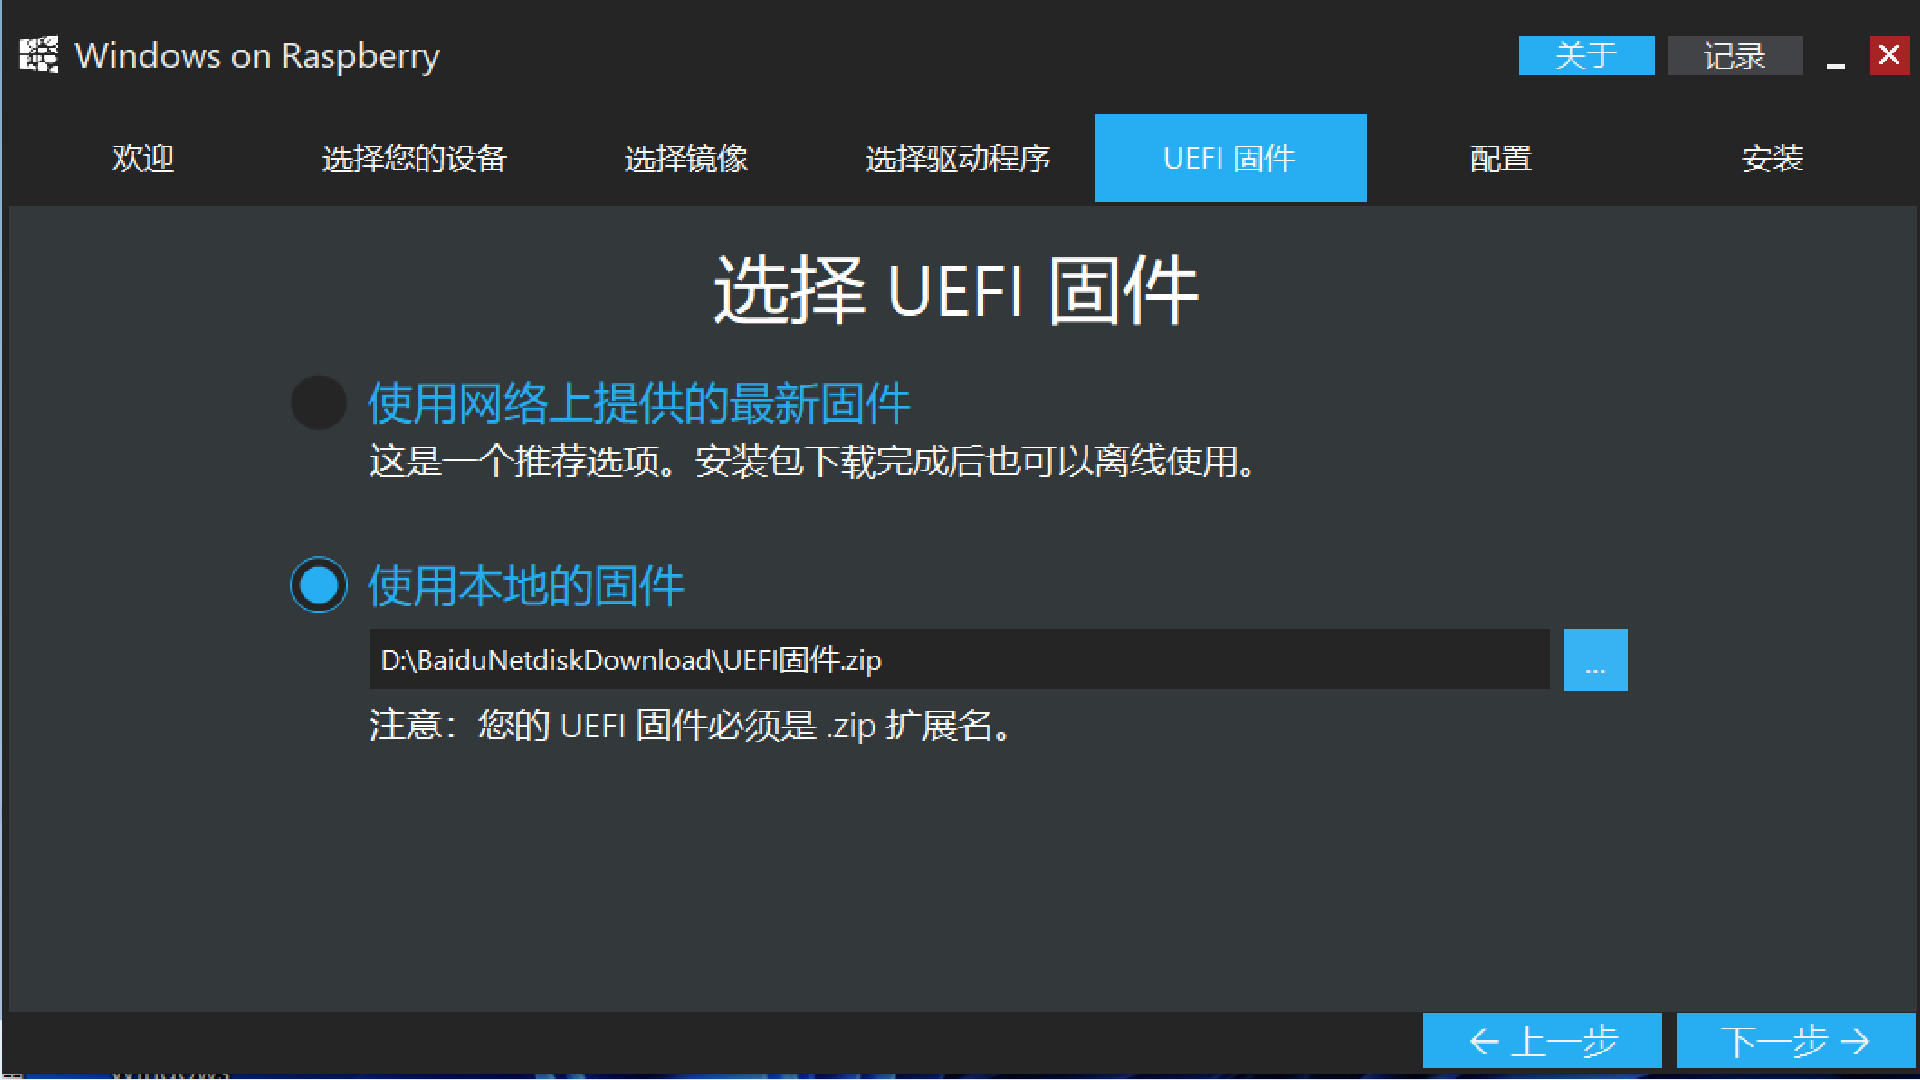 Windows on Raspberry
关于
记录
欢迎
选择您的设备
选择镜像
选择驱动程序
UEFI 固件
配置
安装
选择 UEFI 固件
使用网络上提供的最新固件
这是一个推荐选项。安装包下载完成后也可以离线使用。
使用本地的固件
D:\BaiduNetdiskDownload\UEFI固件.zip
...
注意：您的 UEFI 固件必须是 .zip 扩展名。
← 上一步
下一步 →